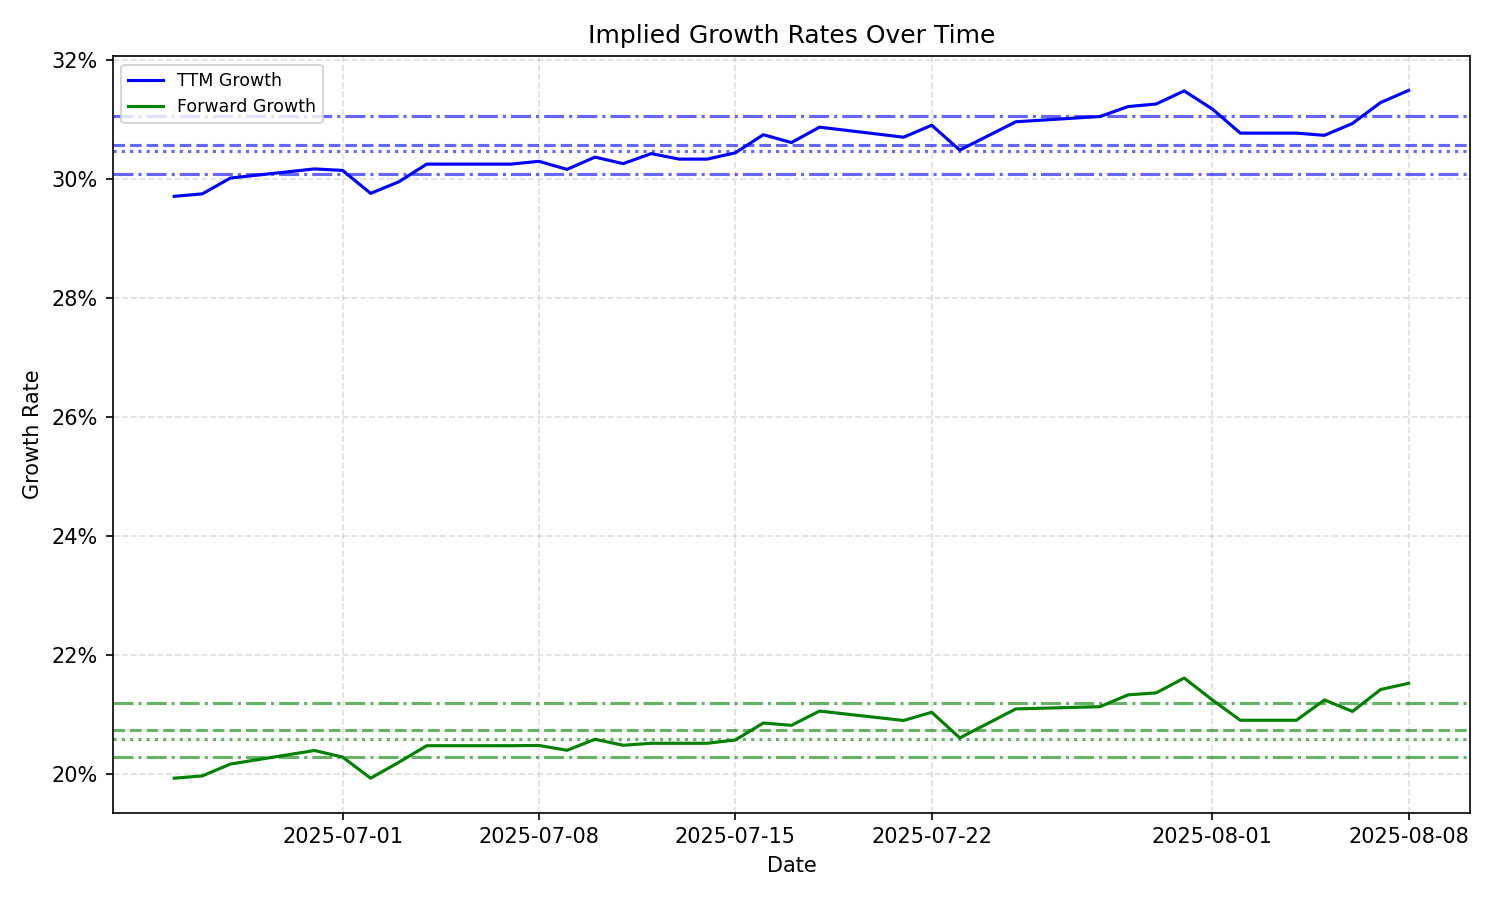 Implied Growth Rates Over Time
TTM Growth
Forward Growth
Growth Rate
32%
30%
28%
26%
24%
22%
20%
2025-07-01
2025-07-08
2025-07-15
2025-07-22
2025-08-01
2025-08-08
Date